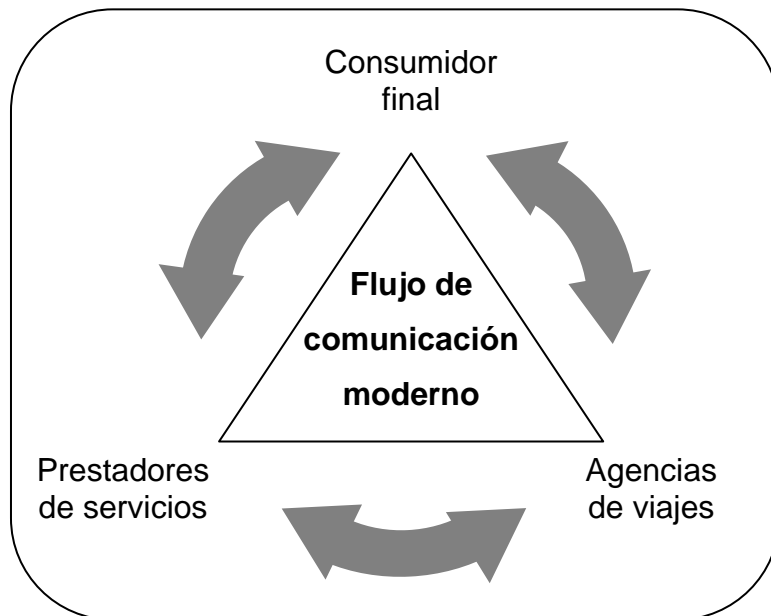 Consumidor
final
Flujo de
comunicación
moderno
Prestadores
de servicios
Agencias
de viajes